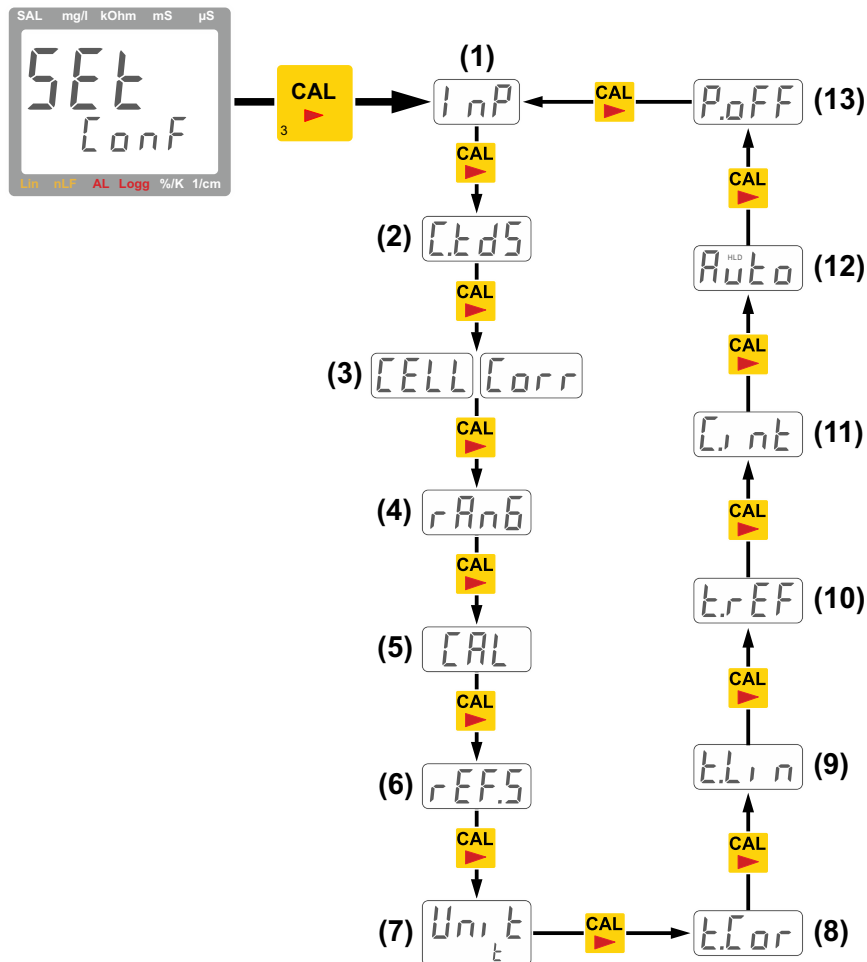 SAL mg/l kOhm mS µS
SEt
ConF
Lin nLF AL Logg %/K 1/cm
CAL
3
(1)
InP
CAL
(2)
C.tdS
CAL
(3)
CELL Corr
CAL
(4)
rAnG
CAL
(5)
CAL
CAL
(6)
rEF.S
CAL
(7)
Unit
t
CAL
t.Cor
(8)
CAL
t.Lin
(9)
CAL
t.rEF
(10)
CAL
C.int
(11)
CAL
HLD
Auto
(12)
CAL
P.oFF
(13)
CAL